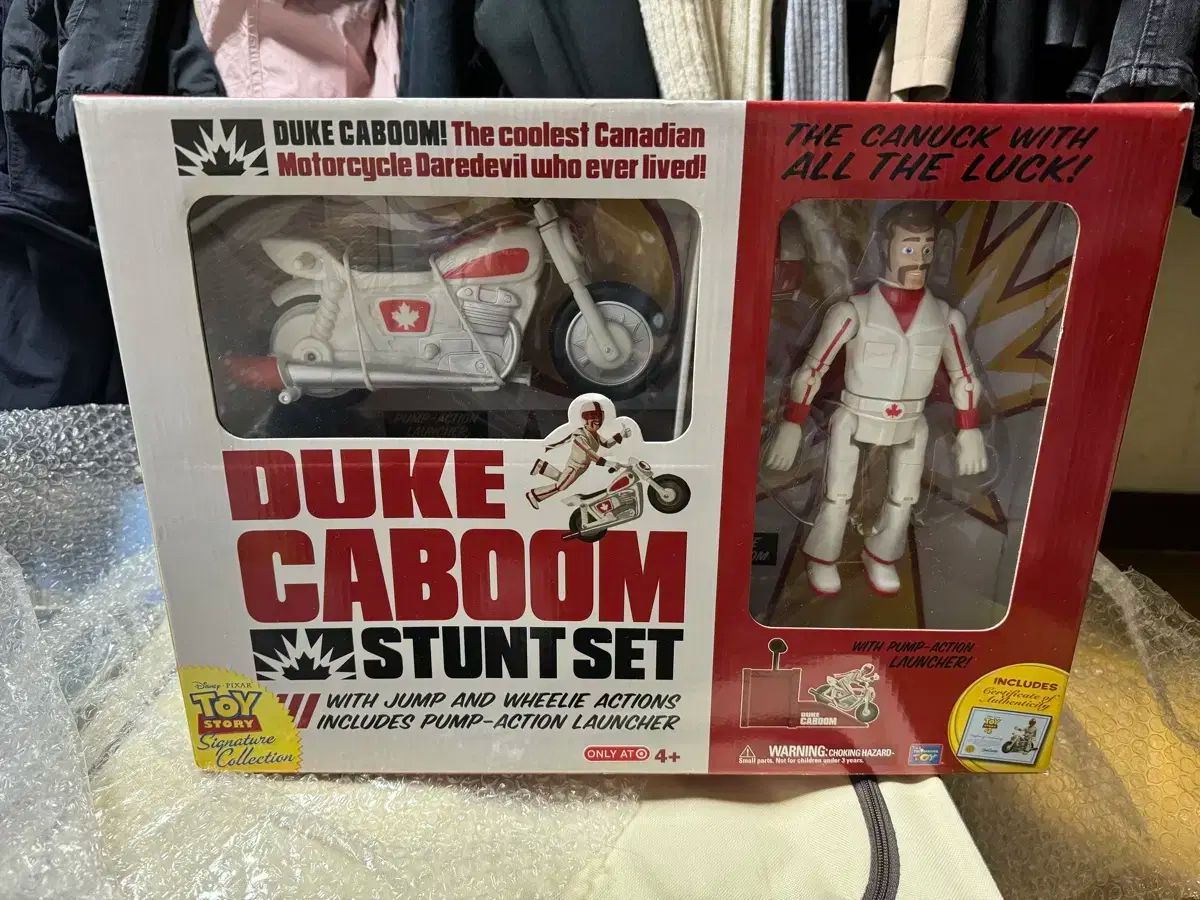 DUKE CABOOM! The coolest Canadian
Motorcycle Daredevil who ever lived!
THE CANUCK WITH
ALL THE LUCK!
PUMP-ACTION
LAUNCHER
DUKE
CABOOM
STUNT SET
WITH JUMP AND WHEELIE ACTIONS
INCLUDES PUMP-ACTION LAUNCHER
Disney PIXAR
TOY
STORY
Signature
Collection
ONLY AT
4+
WITH PUMP-ACTION
LAUNCHER!
DUKE
CABOOM
WARNING: CHOKING HAZARD-
Small parts. Not for children under 3 years.
INCLUDES
Certificate of
Authenticity
TOY